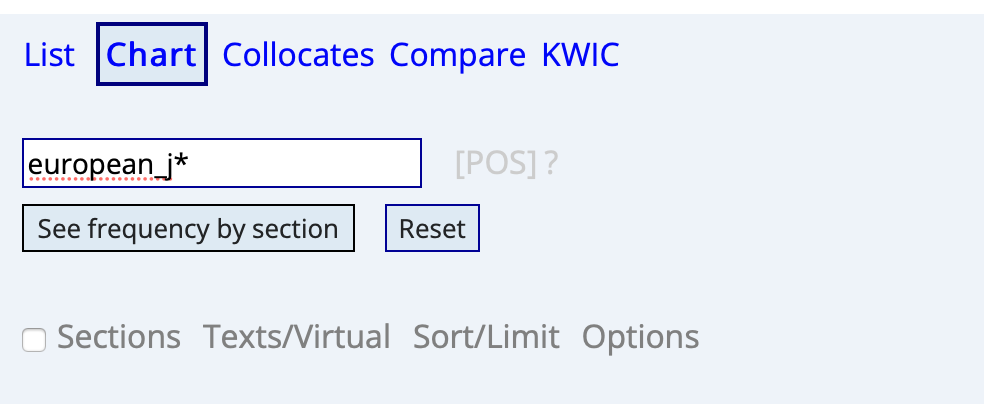 List Chart Collocates Compare KWIC
european_j* [POS] ?
See frequency by section Reset
Sections Texts/Virtual Sort/Limit Options